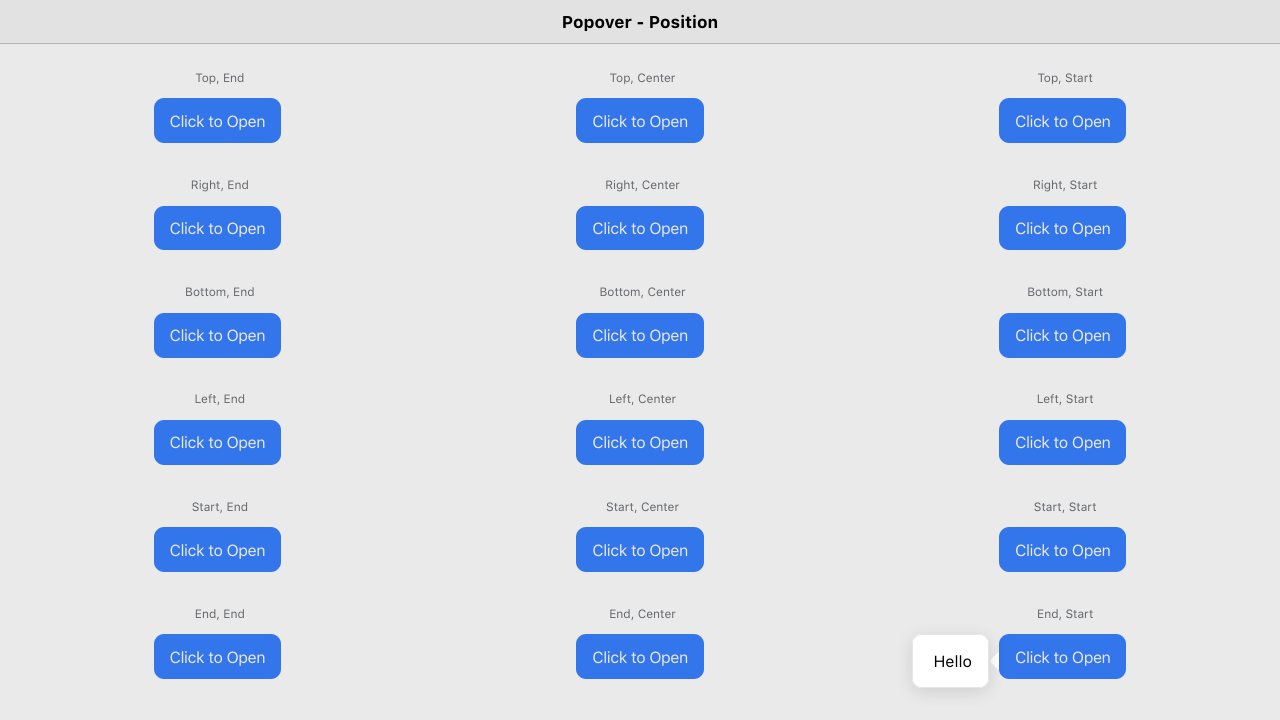 Popover - Position
Top, End
Top, Center
Top, Start
Click to Open
Click to Open
Click to Open
Right, End
Right, Center
Right, Start
Click to Open
Click to Open
Click to Open
Bottom, End
Bottom, Center
Bottom, Start
Click to Open
Click to Open
Click to Open
Left, End
Left, Center
Left, Start
Click to Open
Click to Open
Click to Open
Start, End
Start, Center
Start, Start
Click to Open
Click to Open
Click to Open
End, End
End, Center
End, Start
Click to Open
Click to Open
Hello
Click to Open